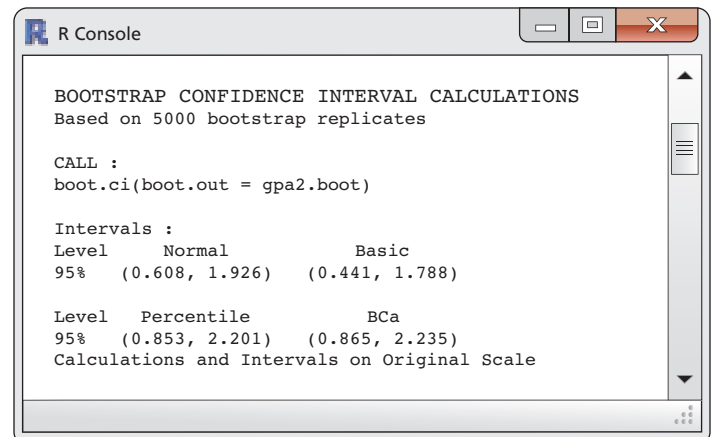 R Console
BOOTSTRAP CONFIDENCE INTERVAL CALCULATIONS
Based on 5000 bootstrap replicates
CALL :
boot.ci(boot.out = gpa2.boot)
Intervals :
Level Normal Basic
95% (0.608, 1.926) (0.441, 1.788)
Level Percentile BCa
95% (0.853, 2.201) (0.865, 2.235)
Calculations and Intervals on Original Scale